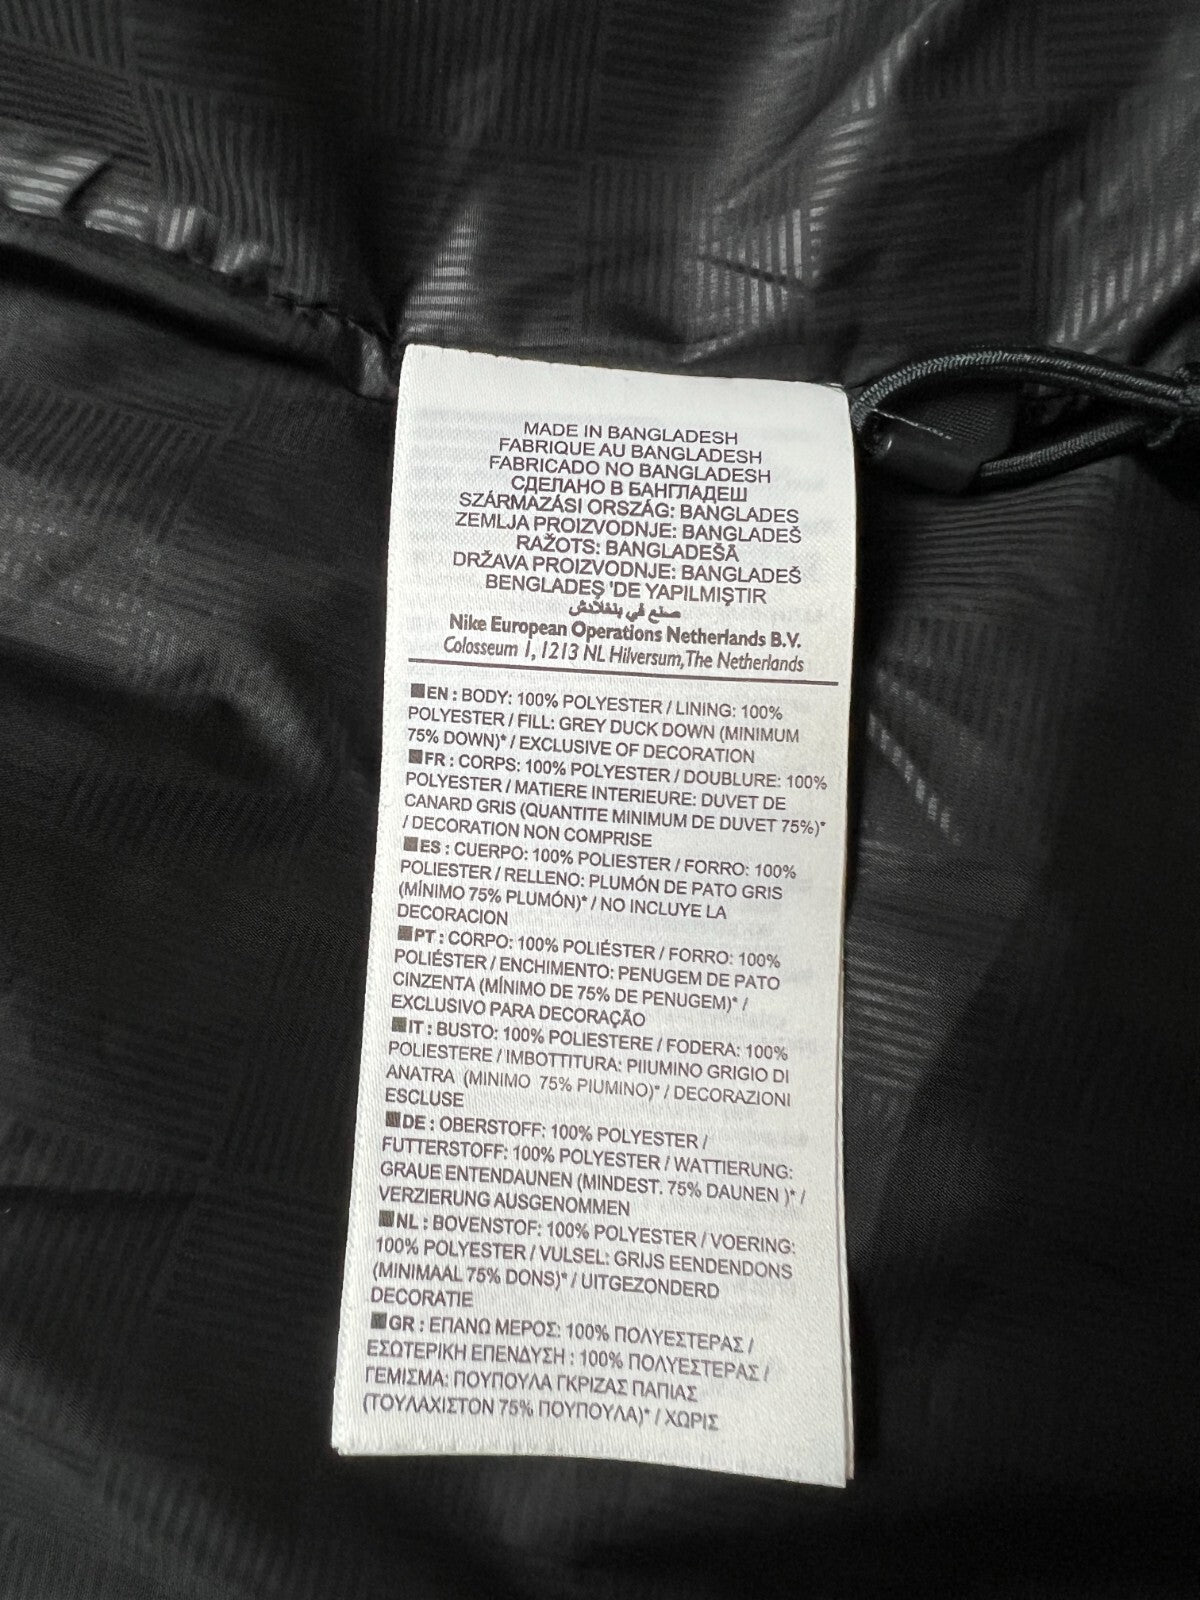 MADE IN BANGLADESH
FABRIQUE AU BANGLADESH
FABRICADO NO BANGLADESH
СДЕЛАНО В БАНГЛАДЕШ
SZÁRMAZÁSI ORSZÁG: BANGLADES
ZEMLJA PROIZVODNJE: BANGLADEŠ
RAŽOTS: BANGLADEŠĀ
DRŽAVA PROIZVODNJE: BANGLADEŠ
BENGLADEŞ 'DE YAPILMIŞTIR
صنع في بنغلادش
Nike European Operations Netherlands B.V.
Colosseum 1, 1213 NL Hilversum, The Netherlands
EN : BODY: 100% POLYESTER / LINING: 100%
POLYESTER / FILL: GREY DUCK DOWN (MINIMUM
75% DOWN)* / EXCLUSIVE OF DECORATION
FR : CORPS: 100% POLYESTER / DOUBLURE: 100%
POLYESTER / MATIERE INTERIEURE: DUVET DE
CANARD GRIS (QUANTITE MINIMUM DE DUVET 75%)*
/ DECORATION NON COMPRISE
ES : CUERPO: 100% POLIESTER / FORRO: 100%
POLIESTER / RELLENO: PLUMÓN DE PATO GRIS
(MÍNIMO 75% PLUMÓN)* / NO INCLUYE LA
DECORACION
PT : CORPO: 100% POLIÉSTER / FORRO: 100%
POLIÉSTER / ENCHIMENTO: PENUGEM DE PATO
CINZENTA (MÍNIMO DE 75% DE PENUGEM)* /
EXCLUSIVO PARA DECORAÇÃO
IT : BUSTO: 100% POLIESTERE / FODERA: 100%
POLIESTERE / IMBOTTITURA: PIIUMINO GRIGIO DI
ANATRA (MINIMO 75% PIUMINO)* / DECORAZIONI
ESCLUSE
DE : OBERSTOFF: 100% POLYESTER /
FUTTERSTOFF: 100% POLYESTER / WATTIERUNG:
GRAUE ENTENDAUNEN (MINDEST. 75% DAUNEN )* /
VERZIERUNG AUSGENOMMEN
NL : BOVENSTOF: 100% POLYESTER / VOERING:
100% POLYESTER / VULSEL: GRIJS EENDENDONS
(MINIMAAL 75% DONS)* / UITGEZONDERD
DECORATIE
GR : ΕΠΑΝΩ ΜΕΡΟΣ: 100% ΠΟΛΥΕΣΤΕΡΑΣ /
ΕΣΩΤΕΡΙΚΗ ΕΠΕΝΔΥΣΗ : 100% ΠΟΛΥΕΣΤΕΡΑΣ /
ΓΕΜΙΣΜΑ: ΠΟΥΠΟΥΛΑ ΓΚΡΙΖΑΣ ΠΑΠΙΑΣ
(ΤΟΥΛΑΧΙΣΤΟΝ 75% ΠΟΥΠΟΥΛΑ)* / ΧΩΡΙΣ